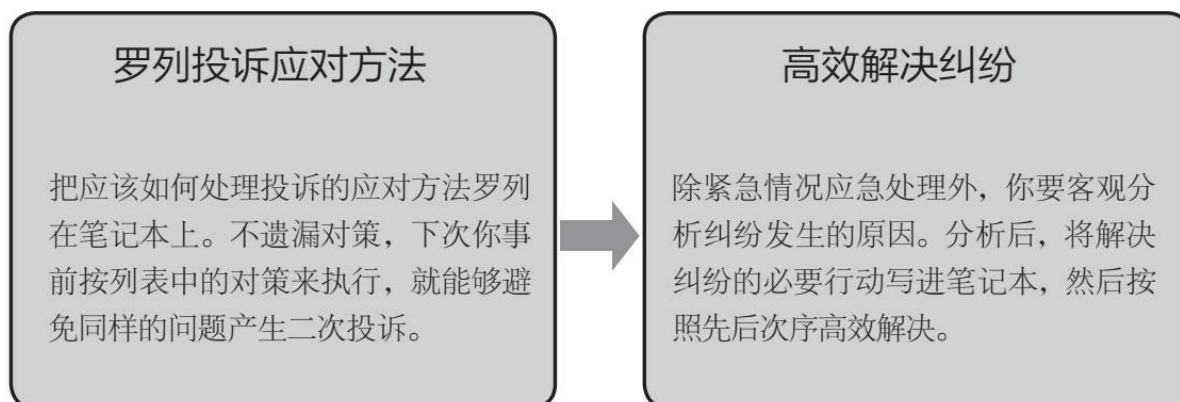 罗列投诉应对方法
把应该如何处理投诉的应对方法罗列
在笔记本上。不遗漏对策，下次你事
前按列表中的对策来执行，就能够避
免同样的问题产生二次投诉。
高效解决纠纷
除紧急情况应急处理外，你要客观分
析纠纷发生的原因。分析后，将解决
纠纷的必要行动写进笔记本，然后按
照先后次序高效解决。